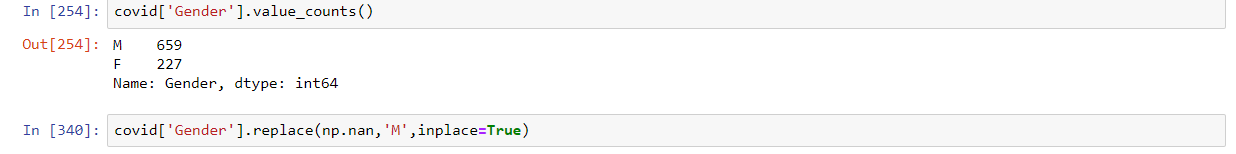 In [254]: covid['Gender'].value_counts()
Out[254]: M    659
F    227
Name: Gender, dtype: int64
In [340]: covid['Gender'].replace(np.nan,'M',inplace=True)